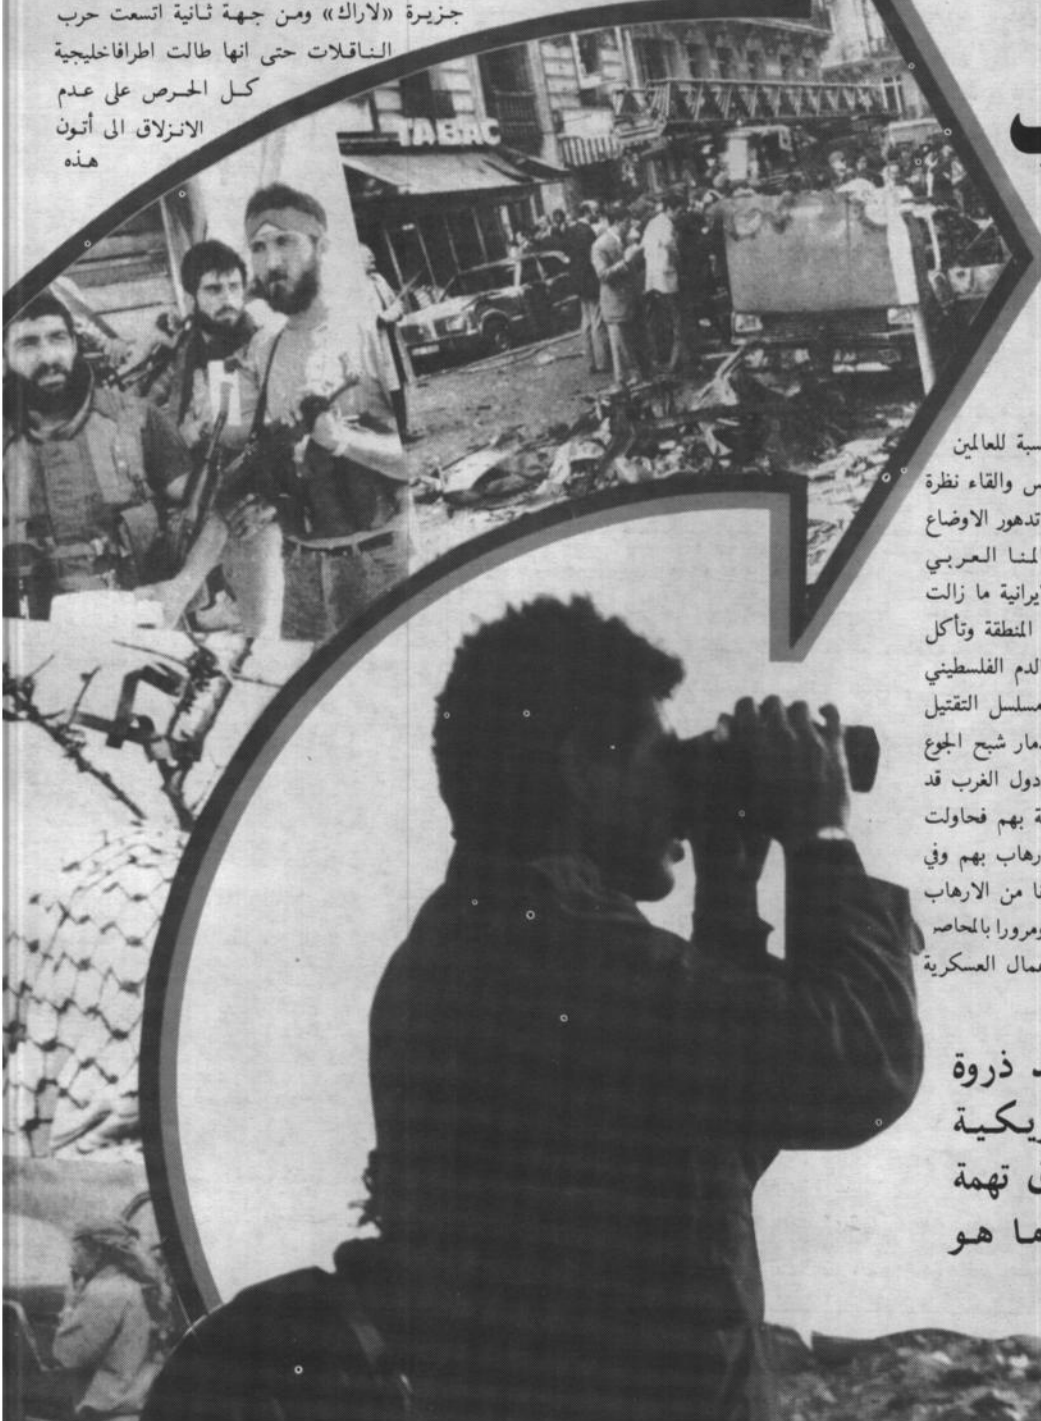 جزيرة «لاراك» ومن جهة ثانية اتسعت حرب
الناقلات حتى انها طالت اطرافاخليجية
كل الحرص على عدم
الانزلاق الى أتون
هذه
TABAC
سبة للعالمين
س والقاء نظرة
تدهور الاوضاع
لمنا العربي
يرانية ما زالت
المنطقة وتأكل
لدم الفلسطيني
مسلسل التقتيل
مار شبح الجوع
دول الغرب قد
ة بهم فحاولت
رهاب بهم وفي
نا من الارهاب
ومرورا بالمحاصر
مال العسكرية
ذروة
ريكية
تهمة
ما هو